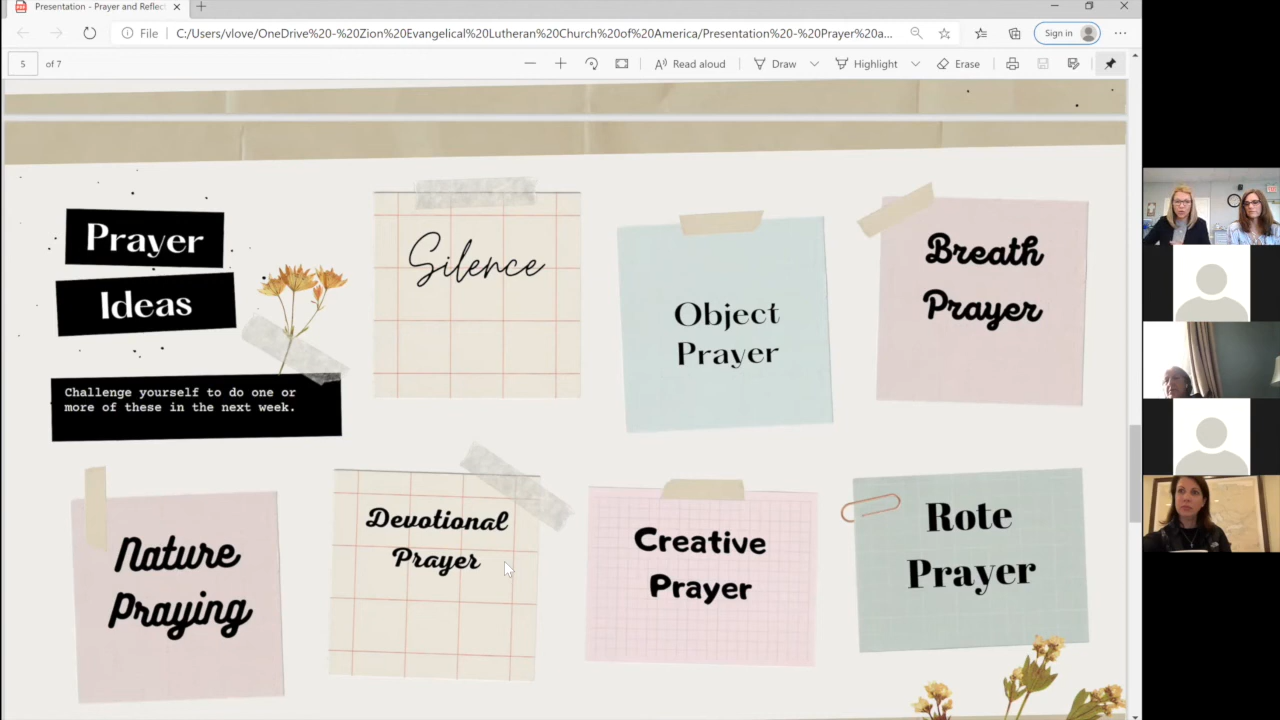 Presentation - Prayer and Reflec
File
C:/Users/vlove/OneDrive%20-%20Zion%20Evangelical%20Lutheran%20Church%20of%20America/Presentation%20-%20Prayer%20a...
Sign in
5
of 7
Read aloud
Draw
Highlight
Erase
Prayer
Ideas
Challenge yourself to do one or
more of these in the next week.
Silence
Object
Prayer
Breath
Prayer
Nature
Praying
Devotional
Prayer
Creative
Prayer
Rote
Prayer